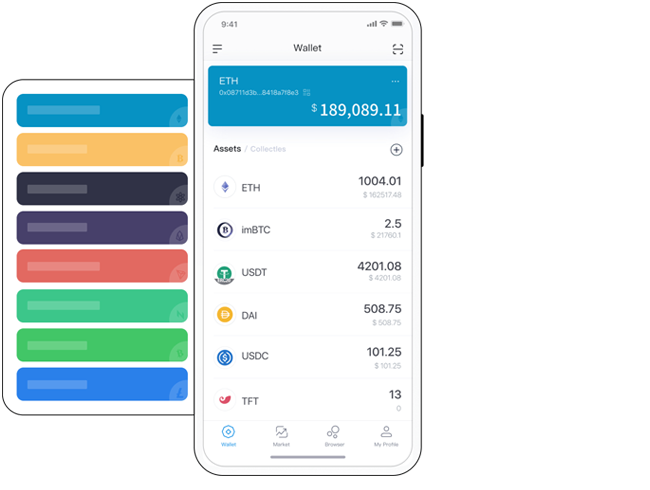 9:41
Wallet
ETH
0x08711d3b...8418a7f8e3
$ 189,089.11
Assets / Collectles
ETH
1004.01
$ 162517.48
imBTC
2.5
$ 21760.1
USDT
4201.08
$ 4201.08
DAI
508.75
$ 508.75
USDC
101.25
$ 101.25
TFT
13
0
Wallet
Market
Browser
My Profile